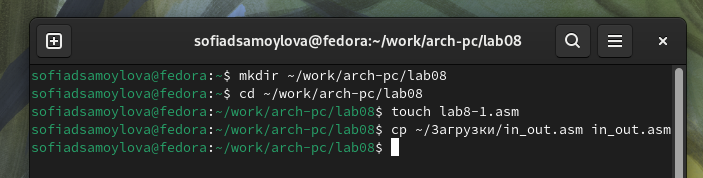 sofiadsamoylova@fedora:~/work/arch-pc/lab08
sofiadsamoylova@fedora:~$ mkdir ~/work/arch-pc/lab08
sofiadsamoylova@fedora:~$ cd ~/work/arch-pc/lab08
sofiadsamoylova@fedora:~/work/arch-pc/lab08$ touch lab8-1.asm
sofiadsamoylova@fedora:~/work/arch-pc/lab08$ cp ~/Загрузки/in_out.asm in_out.asm
sofiadsamoylova@fedora:~/work/arch-pc/lab08$